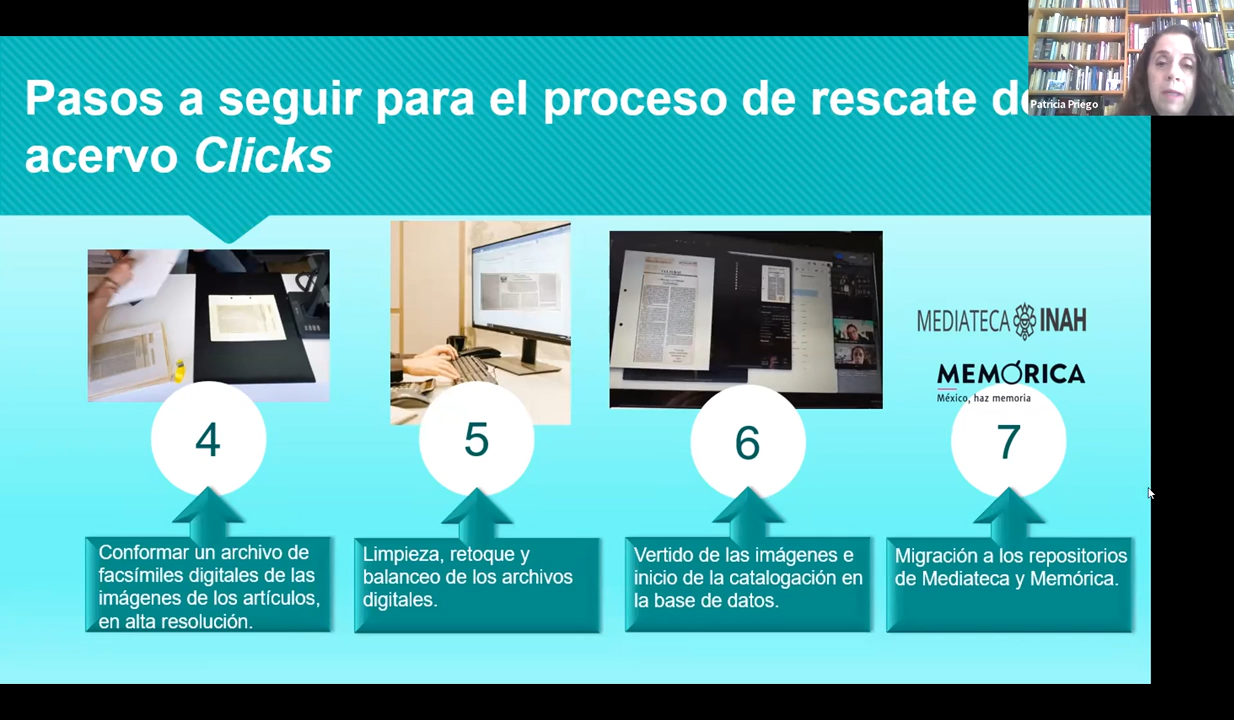 Pasos a seguir para el proceso de rescate de
acervo Clicks
Patricia Priego
MEDIATECA INAH
MEMÓRICA
México, haz memoria
4
5
6
7
Conformar un archivo de
facsímiles digitales de las
imágenes de los artículos,
en alta resolución.
Limpieza, retoque y
balanceo de los archivos
digitales.
Vertido de las imágenes e
inicio de la catalogación en
la base de datos.
Migración a los repositorios
de Mediateca y Memórica.